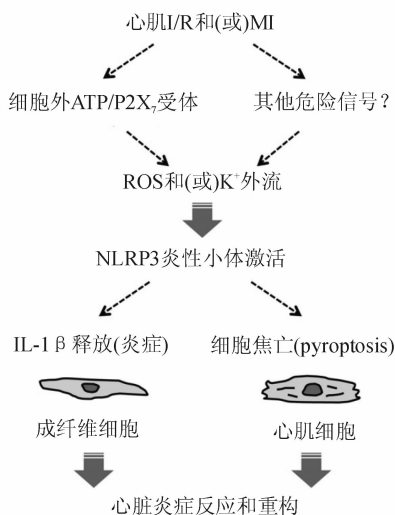 心肌I/R和(或)MI
细胞外ATP/P2X₇受体 其他危险信号？
ROS和(或)K⁺外流
NLRP3炎性小体激活
IL-1β释放(炎症) 细胞焦亡(pyroptosis)
成纤维细胞 心肌细胞
心脏炎症反应和重构